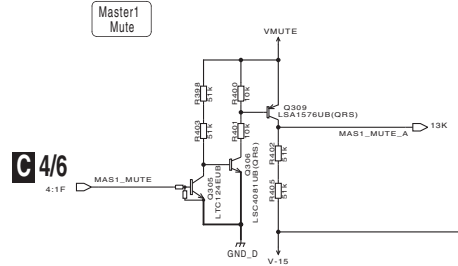 Master1
Mute
VMUTE
R398
51k
R400
10k
Q309
LSA1576UB(QRS)
13K
MAS1_MUTE_A
R403
51k
R401
10k
R402
51k
C 4/6
4:1F
MAS1_MUTE
Q305
LTC124EUB
Q306
LSC4081UB(QRS)
R405
51k
GND_D
V-15